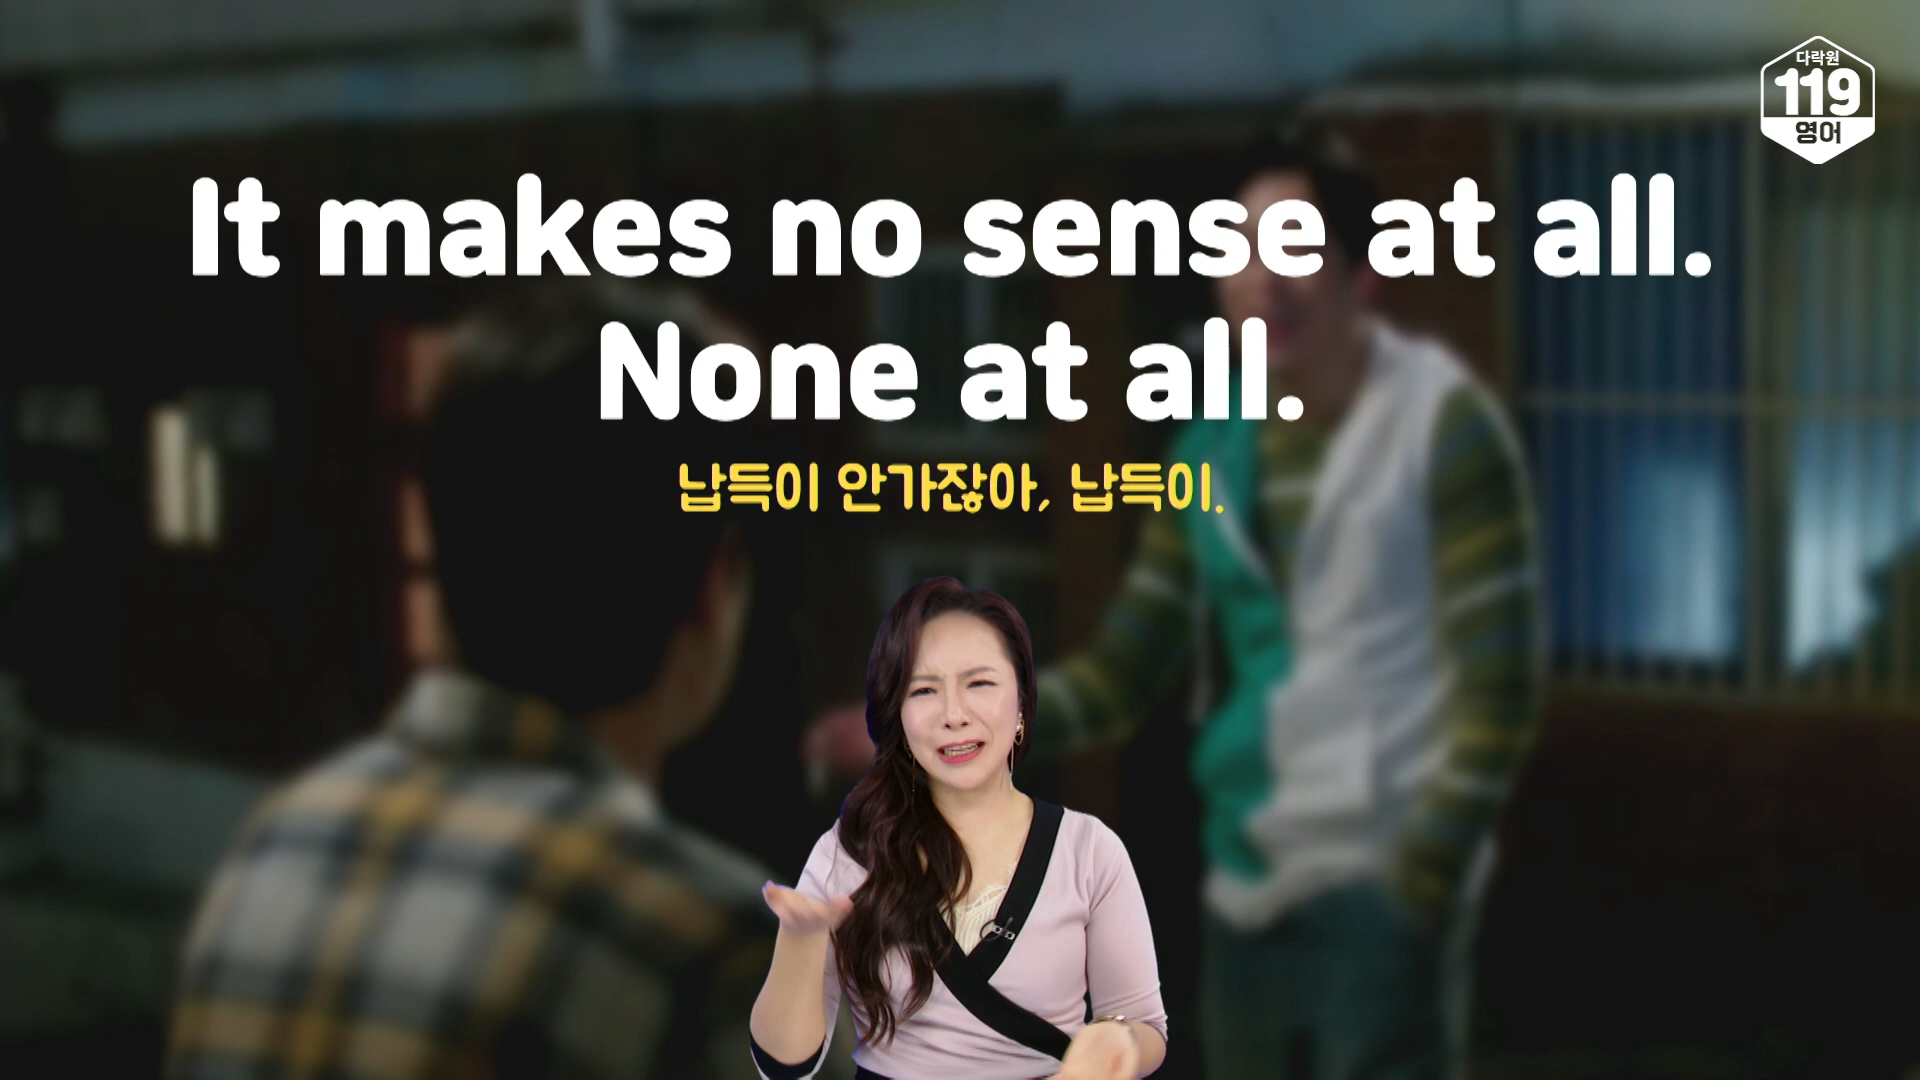 다락원
119
영어
It makes no sense at all.
None at all.
납득이 안가잖아, 납득이.